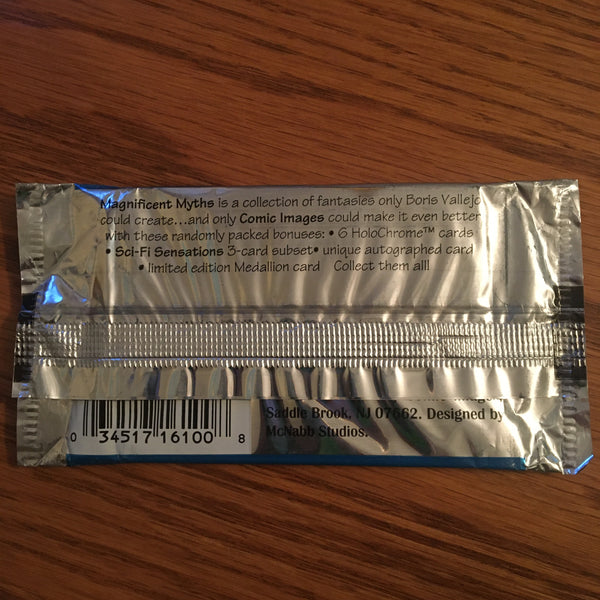 Magnificent Myths is a collection of fantasies only Boris Vallejo
could create...and only Comic Images could make it even better
with these randomly packed bonuses: • 6 HoloChrome™ cards
• Sci-Fi Sensations 3-card subset • unique autographed card
• limited edition Medallion card Collect them all!
Saddle Brook, NJ 07662. Designed by
McNabb Studios.
0 34517 16100 8